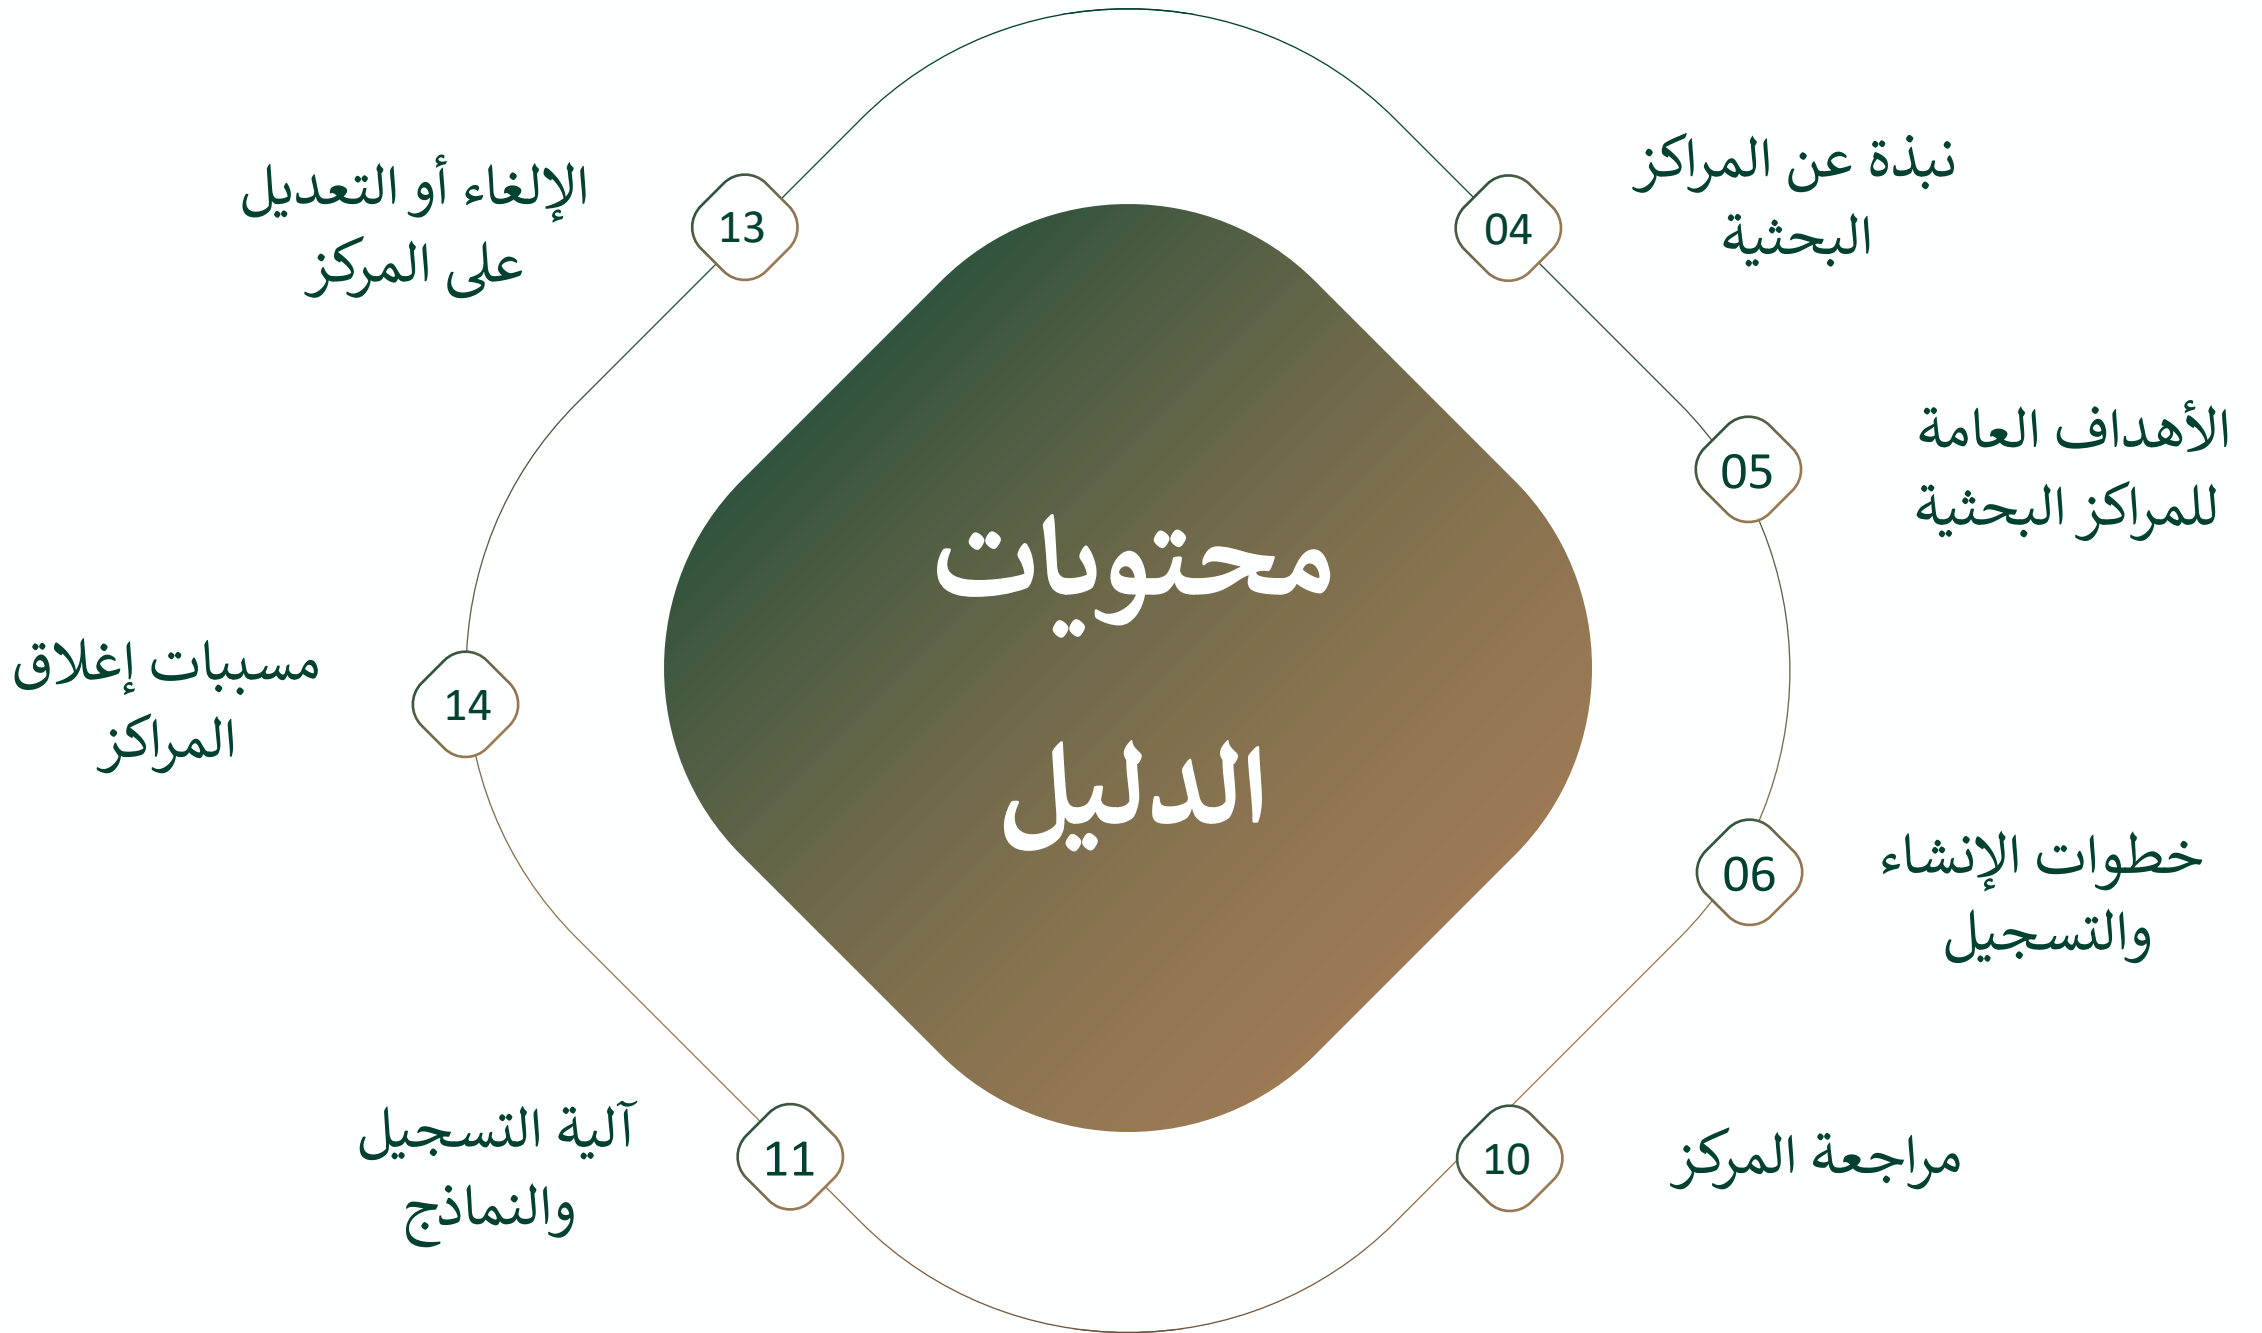 محتويات
الدليل
04
نبذة عن المراكز
البحثية
05
الأهداف العامة
للمراكز البحثية
06
خطوات الإنشاء
والتسجيل
10
مراجعة المركز
11
آلية التسجيل
والنماذج
13
الإلغاء أو التعديل
على المركز
14
مسببات إغلاق
المراكز